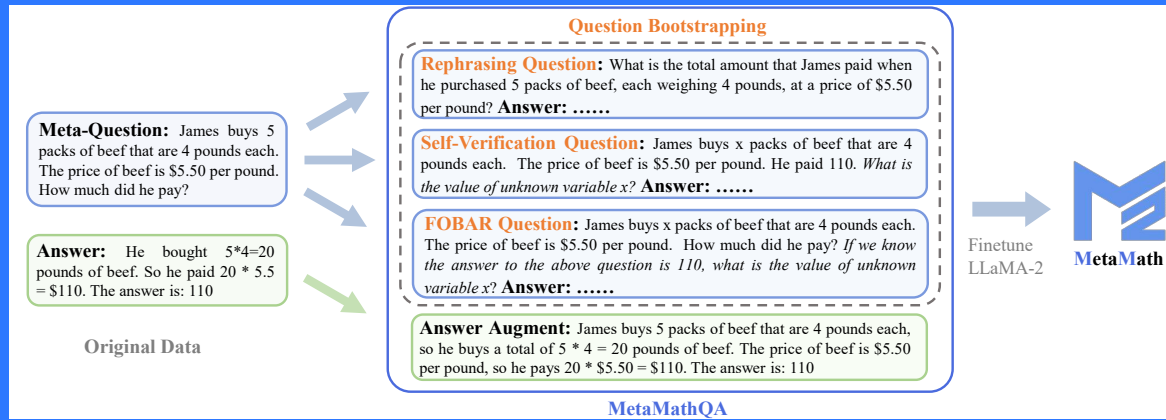 Question Bootstrapping
Rephrasing Question: What is the total amount that James paid when
he purchased 5 packs of beef, each weighing 4 pounds, at a price of $5.50
per pound? Answer: ......
Meta-Question: James buys 5
packs of beef that are 4 pounds each.
The price of beef is $5.50 per pound.
How much did he pay?
Self-Verification Question: James buys x packs of beef that are 4
pounds each. The price of beef is $5.50 per pound. He paid 110. What is
the value of unknown variable x? Answer: ......
FOBAR Question: James buys x packs of beef that are 4 pounds each.
The price of beef is $5.50 per pound. How much did he pay? If we know
the answer to the above question is 110, what is the value of unknown
variable x? Answer: ......
Answer: He bought 5*4=20
pounds of beef. So he paid 20 * 5.5
= $110. The answer is: 110
Answer Augment: James buys 5 packs of beef that are 4 pounds each,
so he buys a total of 5 * 4 = 20 pounds of beef. The price of beef is $5.50
per pound, so he pays 20 * $5.50 = $110. The answer is: 110
Original Data
MetaMathQA
Finetune
LLaMA-2
M2
MetaMath